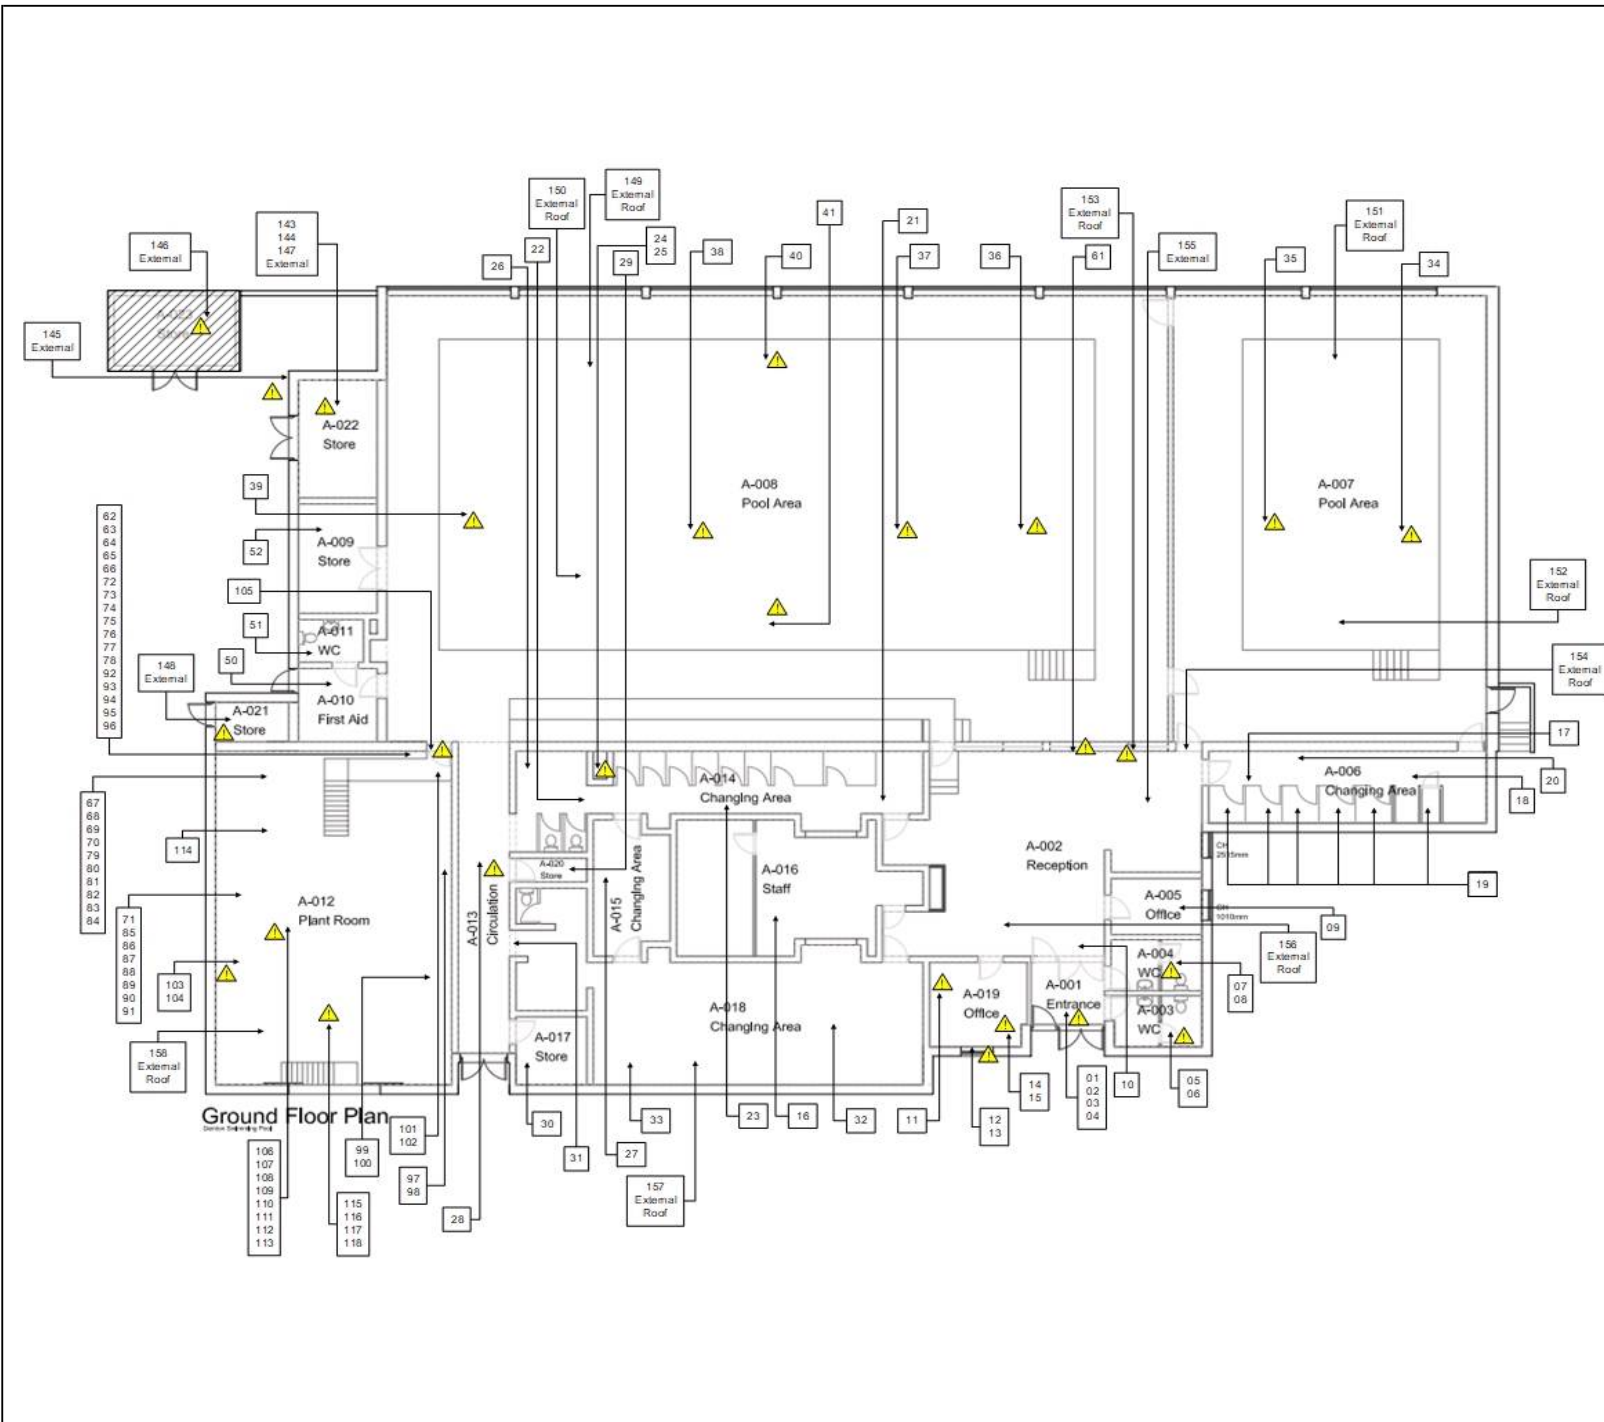 149
External
Roof
150
External
Roof
153
External
Roof
151
External
Roof
41
21
143
144
147
External
146
External
22
24
25
155
External
26
29
38
40
37
36
61
35
34
145
External
A-022
Store
39
A-008
Pool Area
A-007
Pool Area
62
63
64
65
66
72
73
74
75
76
77
78
92
93
94
95
96
52
A-009
Store
105
152
External
Roof
51
A-011
WC
50
148
External
154
External
Roof
A-010
First Aid
A-021
Store
17
20
18
A-014
Changing Area
A-006
Changing Area
67
68
69
70
79
80
81
82
83
84
114
CH
2515mm
A-002
Reception
A-020
Store
A-016
Staff
A-015
Changing Area
19
A-012
Plant Room
A-013
Circulation
A-005
Office
CH
1010mm
09
71
85
86
87
88
89
90
91
156
External
Roof
103
104
A-004
WC
07
08
A-018
Changing Area
A-019
Office
A-001
Entrance
A-003
WC
158
External
Roof
A-017
Store
Ground Floor Plan
Denton Swimming Pool
30
33
23
16
32
11
12
13
14
15
01
02
03
04
10
05
06
101
102
99
100
31
27
97
98
106
107
108
109
110
111
112
113
115
116
117
118
28
157
External
Roof